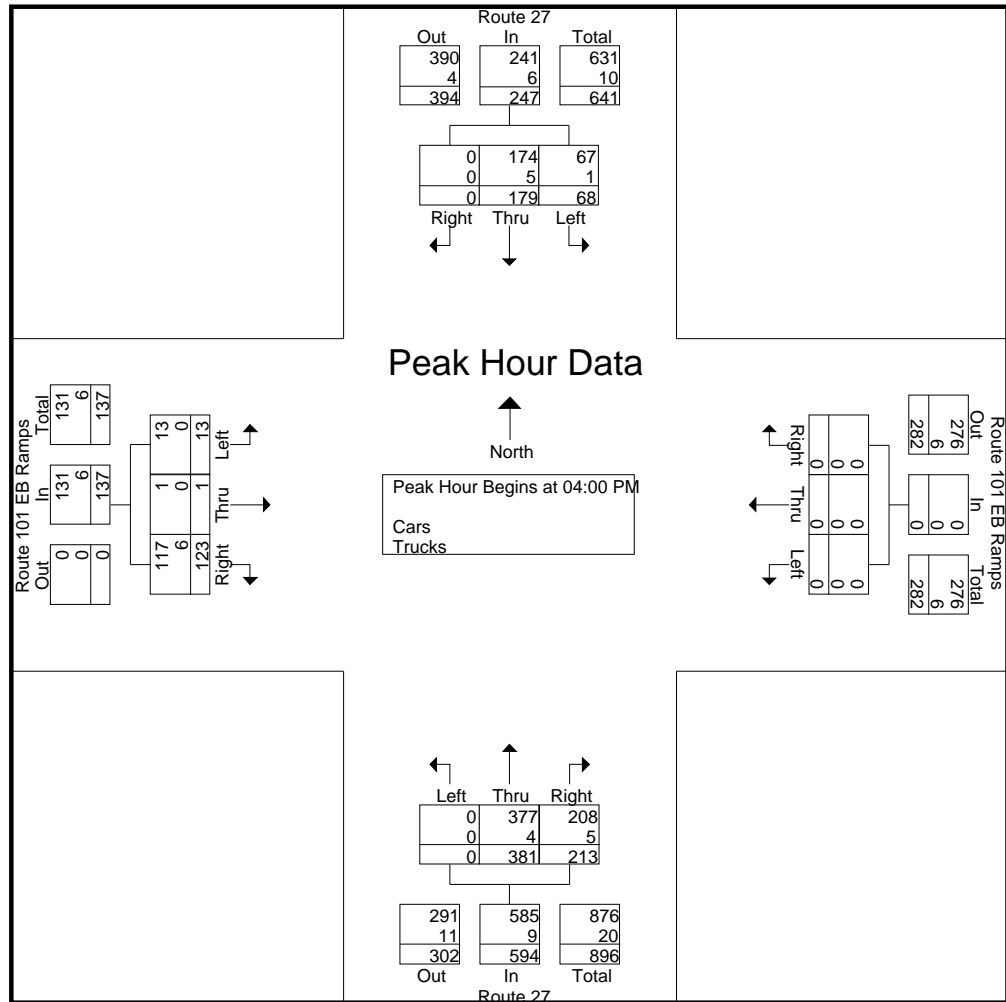 Route 27
Out In Total
390 241 631
4 6 10
394 247 641
0 174 67
0 5 1
0 179 68
Right Thru Left
Peak Hour Data
North
Peak Hour Begins at 04:00 PM
Cars
Trucks
Route 101 EB Ramps
Out In Total
0 131 131
0 6 6
0 137 137
Left Thru Right
13 1 117
0 0 6
13 1 123
Route 101 EB Ramps
Out In Total
276 0 276
6 0 6
282 0 282
Right Thru Left
0 0 0
0 0 0
0 0 0
Left Thru Right
0 377 208
0 4 5
0 381 213
291 585 876
11 9 20
302 594 896
Out In Total
Route 27